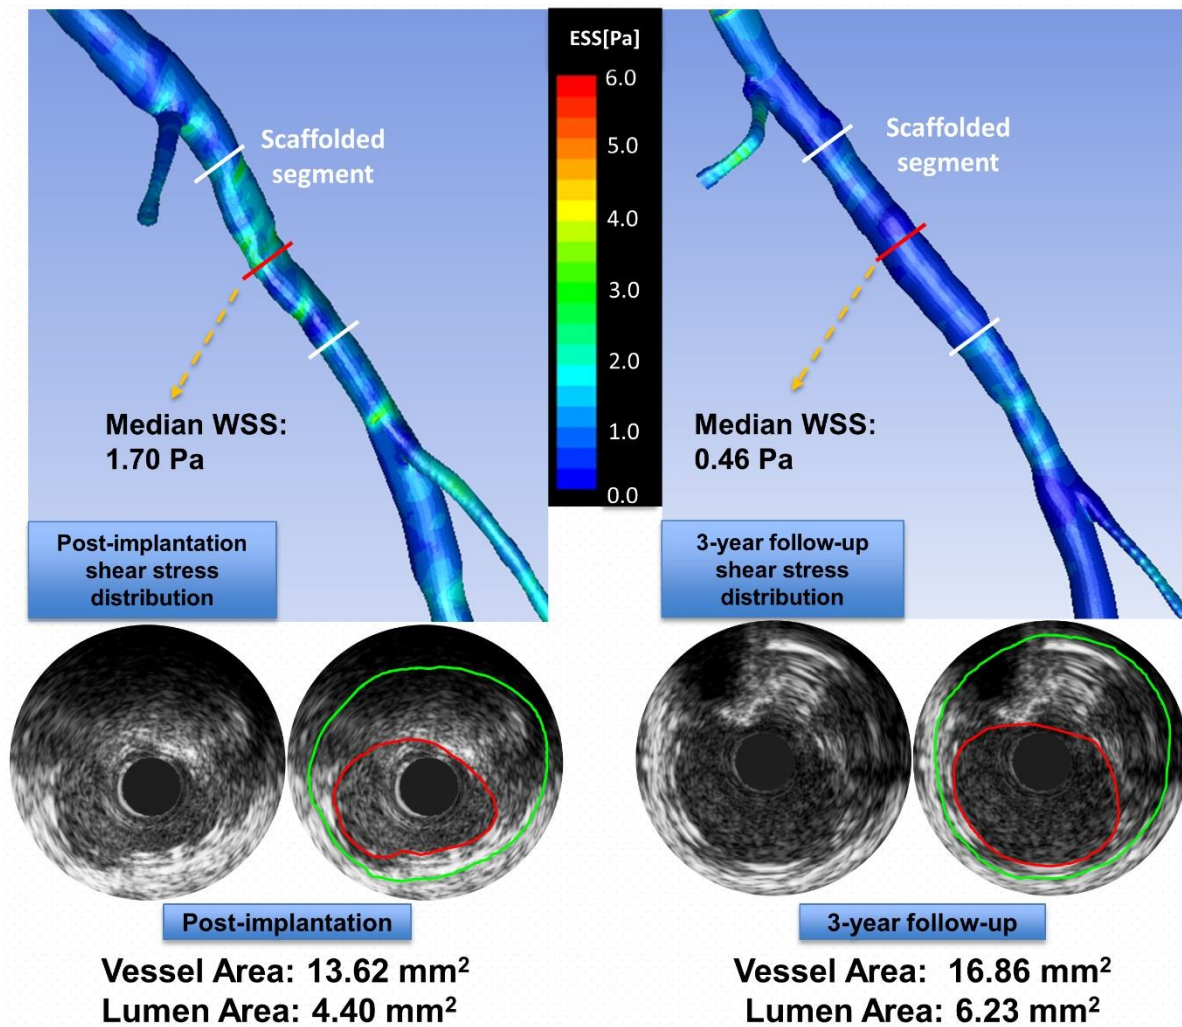 ESS[Pa]
6.0
5.0
4.0
3.0
2.0
1.0
0.0
Scaffolded
segment
Median WSS:
1.70 Pa
Post-implantation
shear stress
distribution
Scaffolded
segment
Median WSS:
0.46 Pa
3-year follow-up
shear stress
distribution
Post-implantation
Vessel Area: 13.62 mm²
Lumen Area: 4.40 mm²
3-year follow-up
Vessel Area: 16.86 mm²
Lumen Area: 6.23 mm²